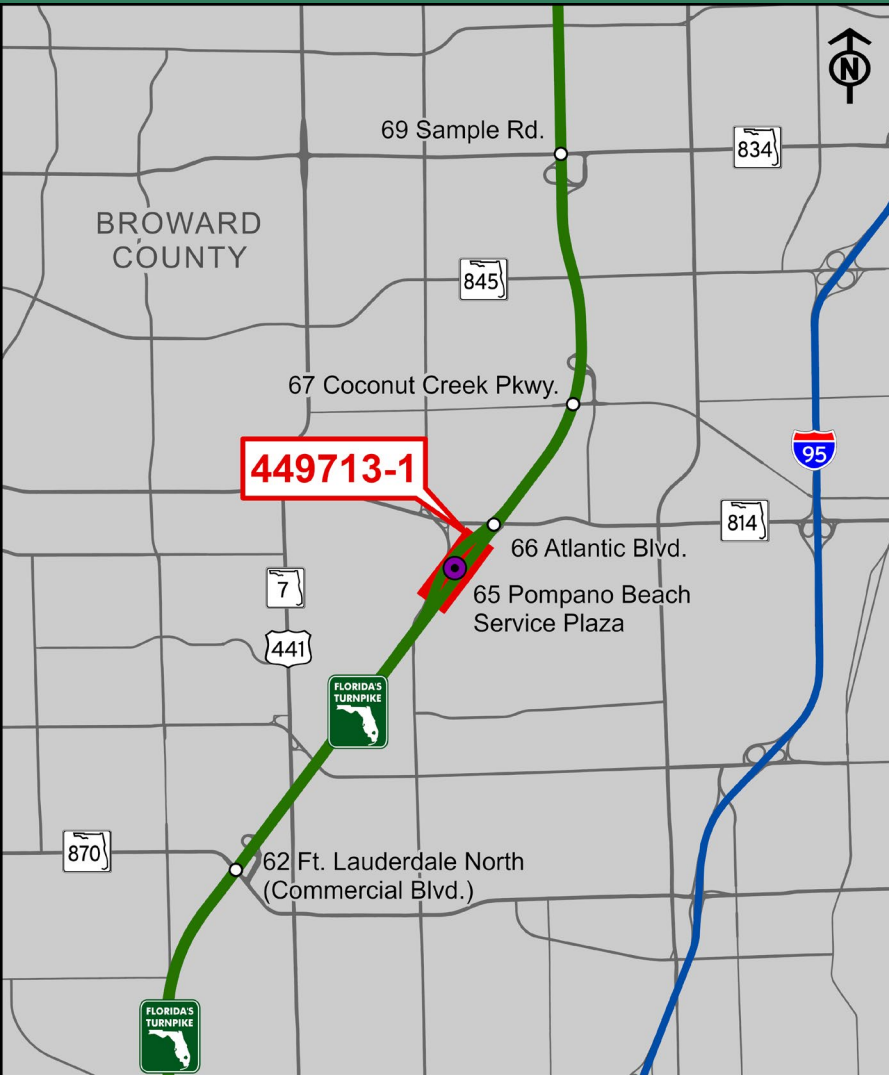 N
69 Sample Rd.
834
BROWARD
COUNTY
845
67 Coconut Creek Pkwy.
449713-1
95
814
66 Atlantic Blvd.
7
65 Pompano Beach
Service Plaza
441
FLORIDA'S
TURNPIKE
870
62 Ft. Lauderdale North
(Commercial Blvd.)
FLORIDA'S
TURNPIKE